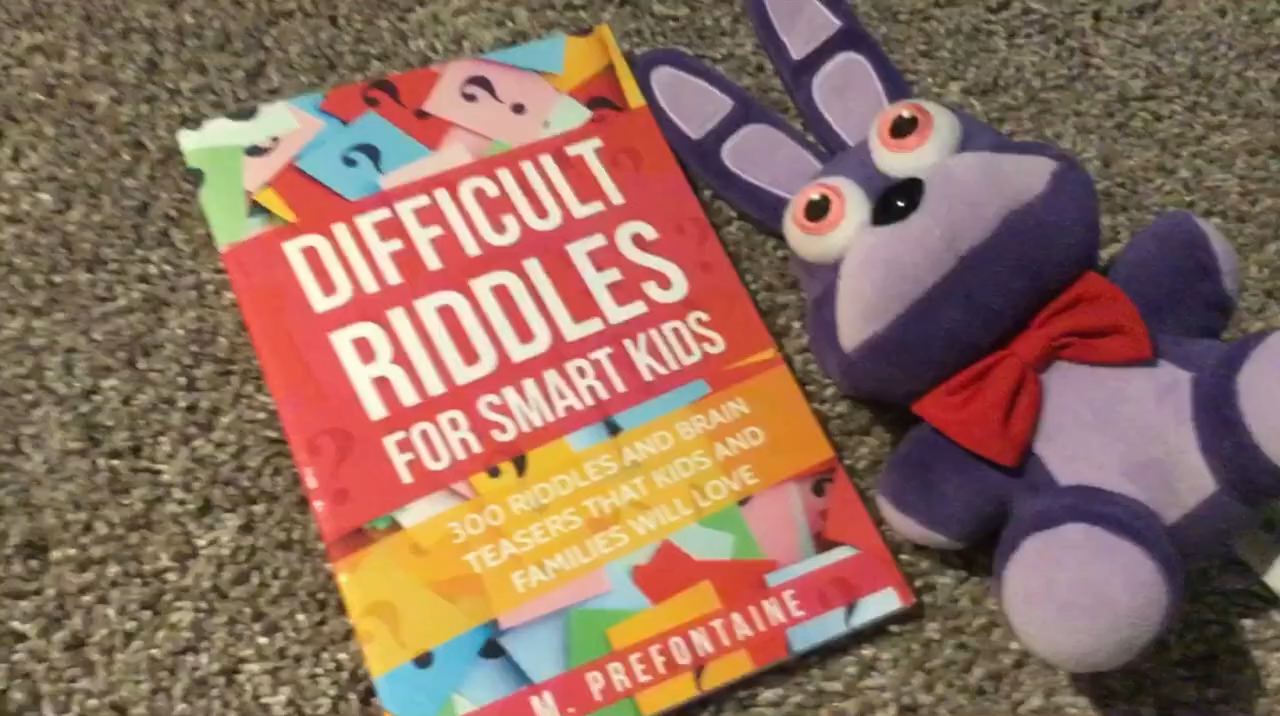 DIFFICULT
RIDDLES
FOR SMART KIDS
300 RIDDLES AND BRAIN
TEASERS THAT KIDS AND
FAMILIES WILL LOVE
M. PREFONTAINE